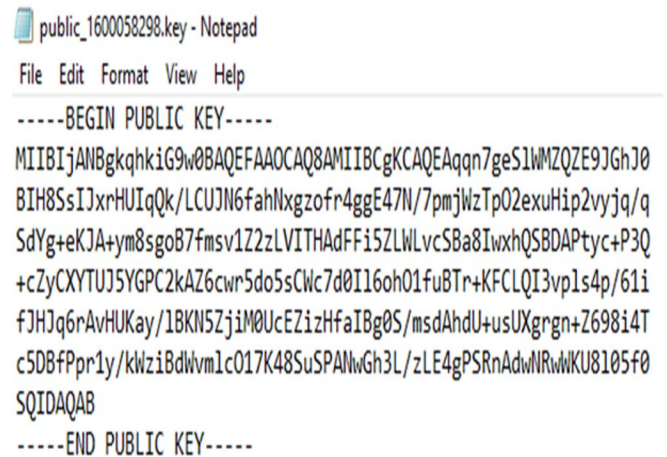 public_1600058298.key - Notepad
File Edit Format View Help
-----BEGIN PUBLIC KEY-----
MIIBIjANBgkqhkiG9w0BAQEFAAOCAQ8AMIIBCgKCAQEAqqn7geSlWMZQZE9JGhJ0
BIH8SsIJxrHUIqQk/LCUJN6fahNxgzofr4ggE47N/7pmjWzTpO2exuHip2vyjq/q
SdYg+eKJA+ym8sgoB7fmsv1Z2zLVITHAdFFi5ZLWLvcSBa8IwxhQSBDAPtyc+P3Q
+cZyCXYTUJ5YGPC2kAZ6cwr5do5sCWc7d0Il6ohO1fuBTr+KFCLQI3vpls4p/61i
fJHJq6rAvHUKay/lBKN5ZjiM0UcEZizHfaIBg0S/msdAhdU+usUXgrgn+Z698i4T
c5DBfPpr1y/kWziBdWvmlcO17K48SuSPANwGh3L/zLE4gPSRnAdwNRwWKU8l05f0
SQIDAQAB
-----END PUBLIC KEY-----